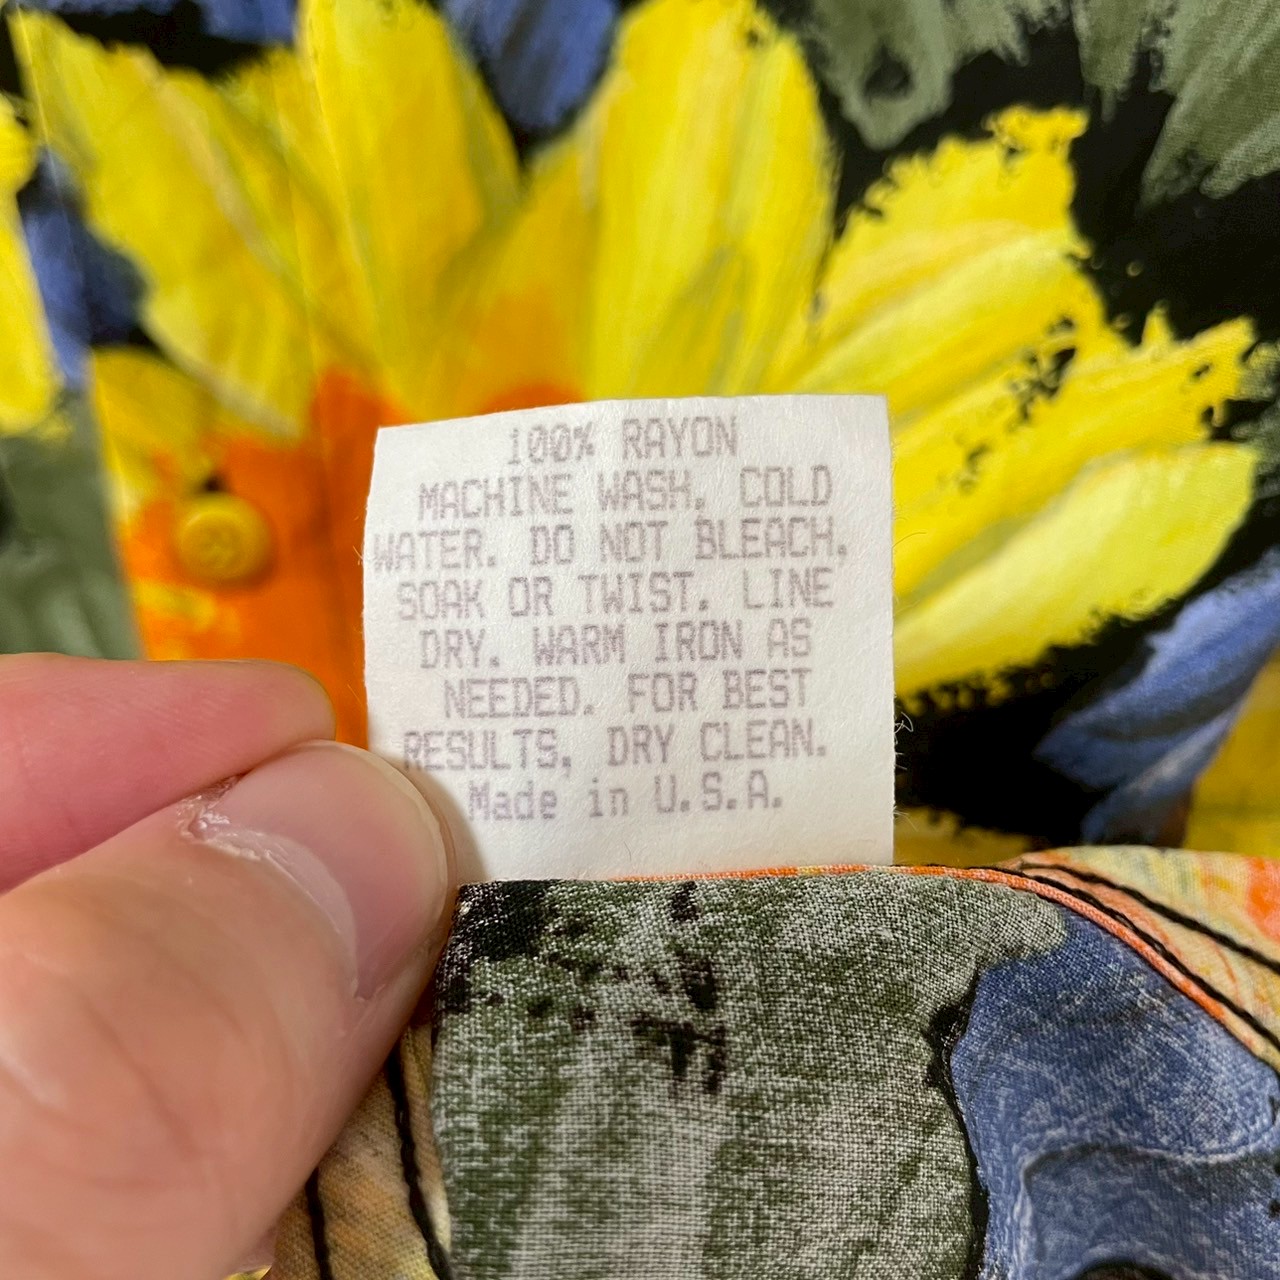 100% RAYON
MACHINE WASH, COLD
WATER. DO NOT BLEACH,
SOAK OR TWIST. LINE
DRY. WARM IRON AS
NEEDED. FOR BEST
RESULTS, DRY CLEAN.
Made in U.S.A.